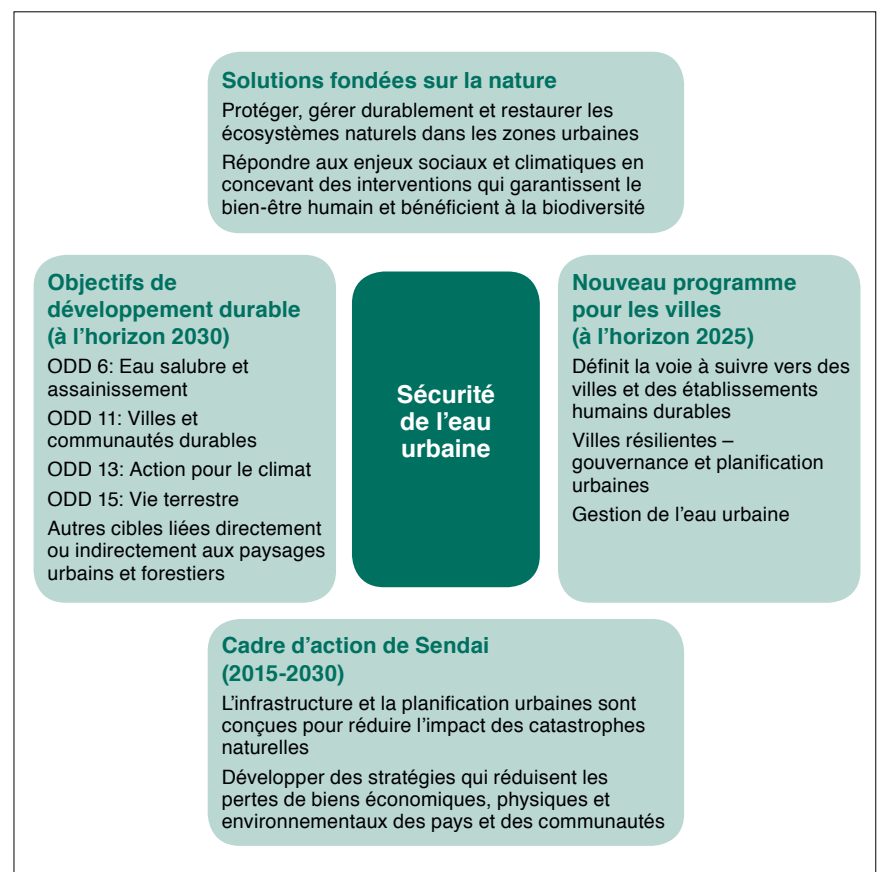 Solutions fondées sur la nature
Protéger, gérer durablement et restaurer les
écosystèmes naturels dans les zones urbaines
Répondre aux enjeux sociaux et climatiques en
concevant des interventions qui garantissent le
bien-être humain et bénéficient à la biodiversité
Objectifs de
développement durable
(à l’horizon 2030)
ODD 6: Eau salubre et
assainissement
ODD 11: Villes et
communautés durables
ODD 13: Action pour le climat
ODD 15: Vie terrestre
Autres cibles liées directement
ou indirectement aux paysages
urbains et forestiers
Sécurité
de l’eau
urbaine
Nouveau programme
pour les villes
(à l’horizon 2025)
Définit la voie à suivre vers des
villes et des établissements
humains durables
Villes résilientes –
gouvernance et planification
urbaines
Gestion de l’eau urbaine
Cadre d’action de Sendai
(2015-2030)
L’infrastructure et la planification urbaines sont
conçues pour réduire l’impact des catastrophes
naturelles
Développer des stratégies qui réduisent les
pertes de biens économiques, physiques et
environnementaux des pays et des communautés